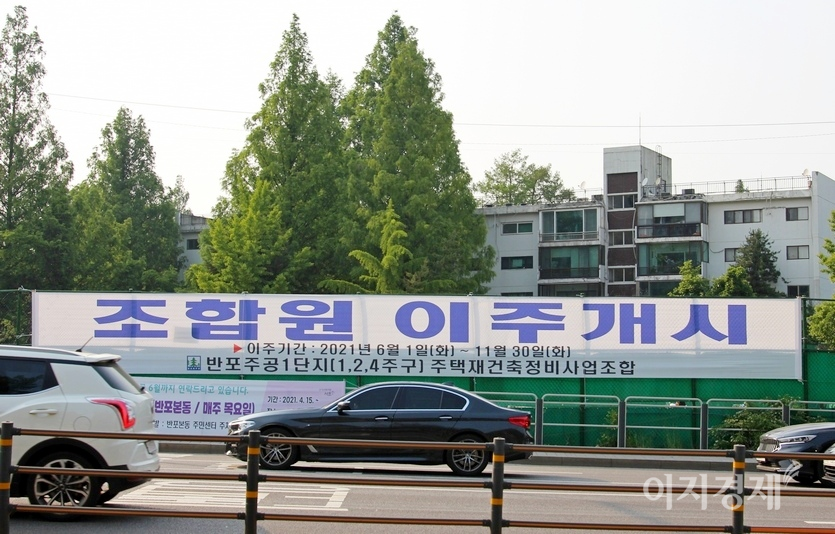 조합원 이주개시
▶이주기간 : 2021년 6월 1일(화) ~ 11월 30일(화)
반포주공1단지(1,2,4주구) 주택재건축정비사업조합
6월까지 연락드리고 있습니다.
반포본동 / 매주 목요일)
기간 : 2021. 4. 15. ~
: 반포본동 주민센터
이지경제